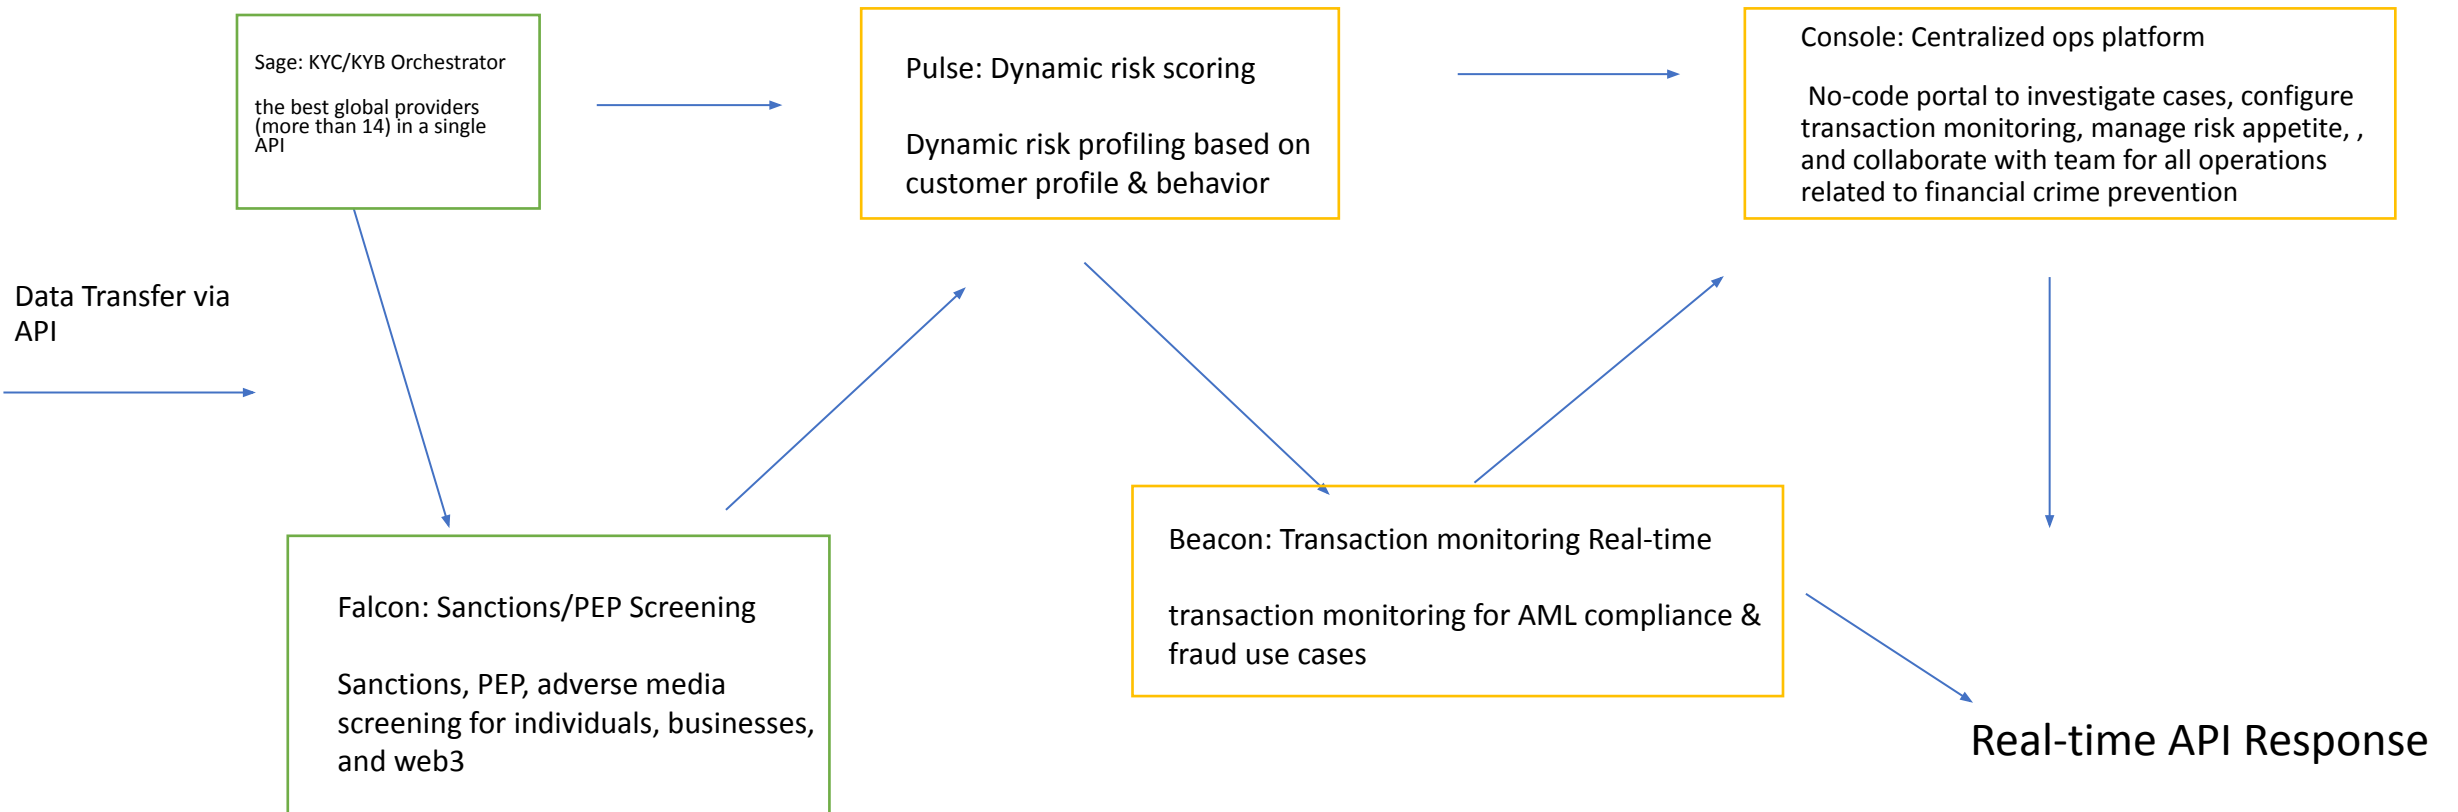 Data Transfer via
API
Sage: KYC/KYB Orchestrator
the best global providers
(more than 14) in a single
API
Falcon: Sanctions/PEP Screening
Sanctions, PEP, adverse media
screening for individuals, businesses,
and web3
Pulse: Dynamic risk scoring
Dynamic risk profiling based on
customer profile & behavior
Beacon: Transaction monitoring Real-time
transaction monitoring for AML compliance &
fraud use cases
Console: Centralized ops platform
No-code portal to investigate cases, configure
transaction monitoring, manage risk appetite, ,
and collaborate with team for all operations
related to financial crime prevention
Real-time API Response